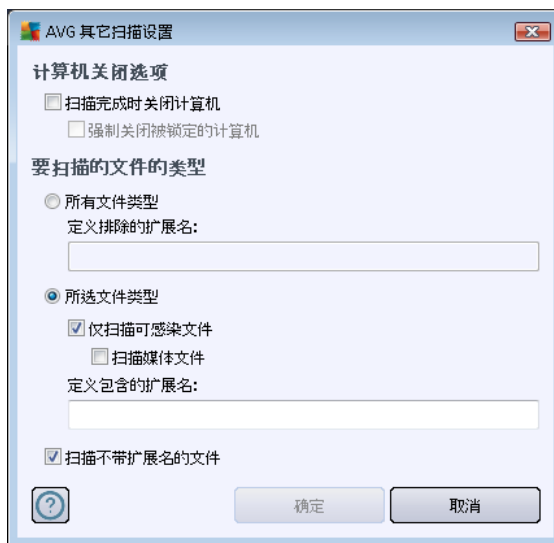 AVG 其它扫描设置
计算机关闭选项
扫描完成时关闭计算机
强制关闭被锁定的计算机
要扫描的文件的类型
所有文件类型
定义排除的扩展名:
所选文件类型
仅扫描可感染文件
扫描媒体文件
定义包含的扩展名:
扫描不带扩展名的文件
?
确定
取消